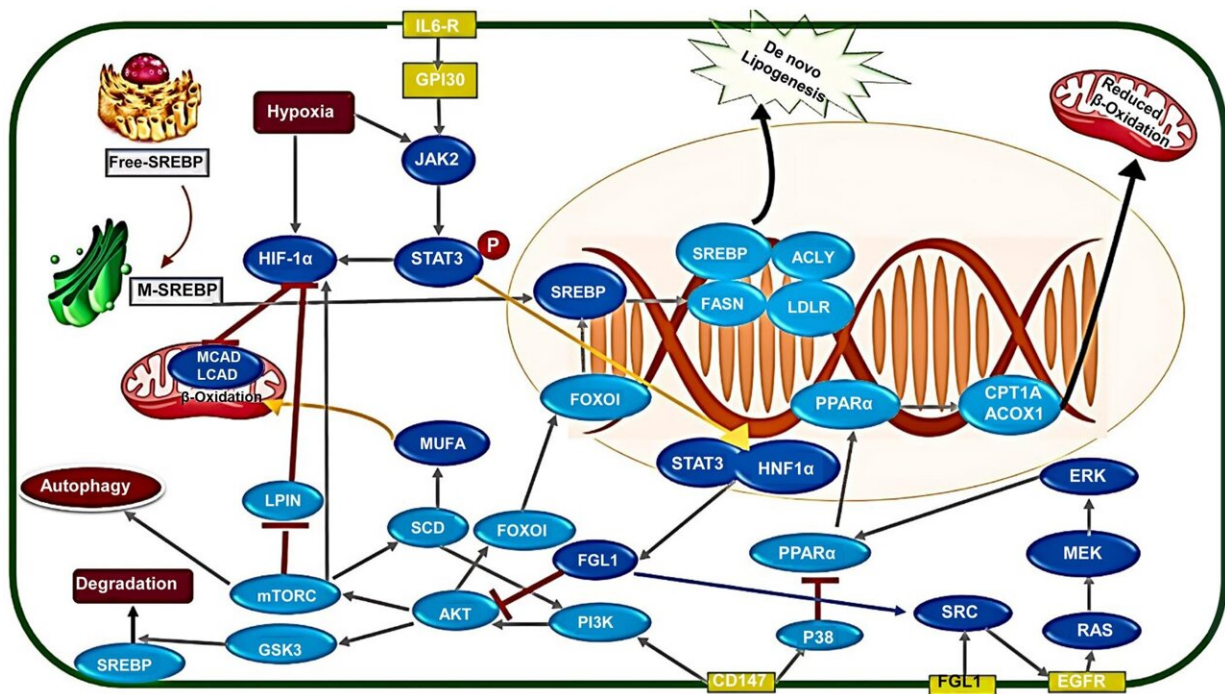 IL6-R
GPI30
De novo
Lipogenesis
Reduced
β-Oxidation
Hypoxia
JAK2
Free-SREBP
HIF-1α
STAT3
P
SREBP
ACLY
M-SREBP
SREBP
FASN
LDLR
MCAD
LCAD
β-Oxidation
FOXOI
PPARα
CPT1A
ACOX1
MUFA
STAT3
HNF1α
Autophagy
LPIN
SCD
FOXOI
FGL1
PPARα
ERK
MEK
Degradation
mTORC
AKT
PI3K
P38
SRC
RAS
SREBP
GSK3
CD147
FGL1
EGFR